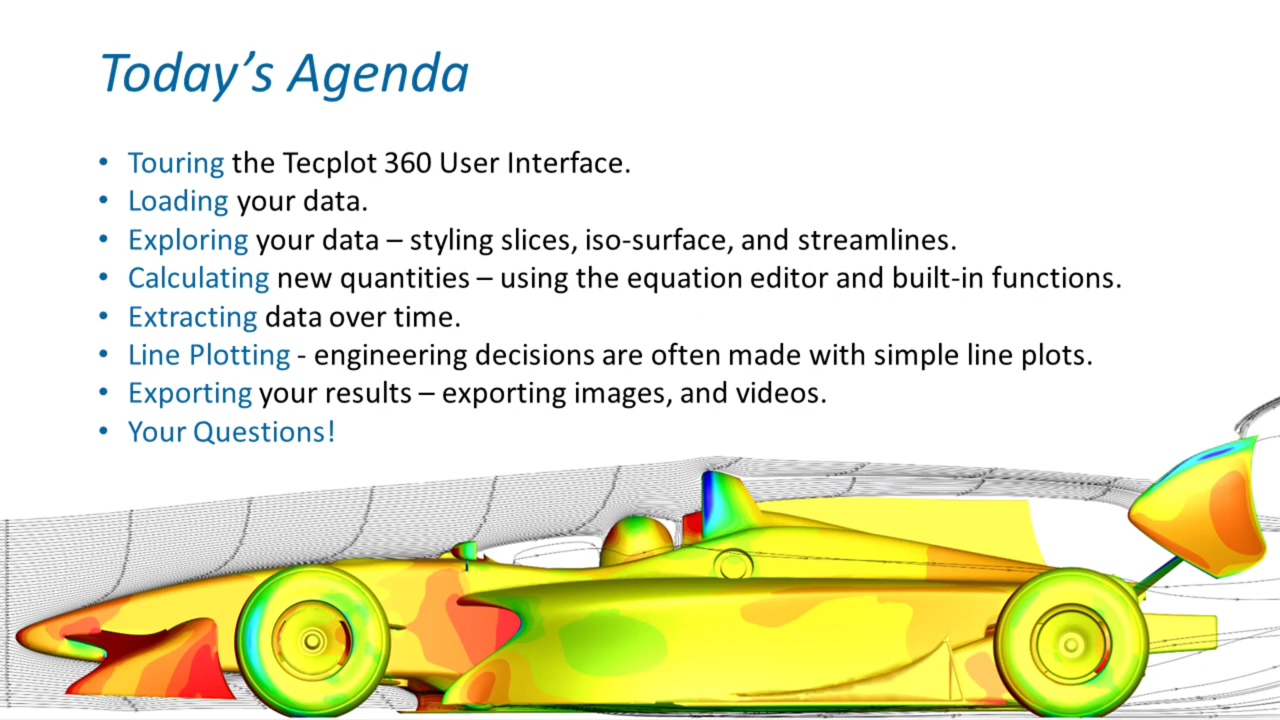 Today’s Agenda
• Touring the Tecplot 360 User Interface.
• Loading your data.
• Exploring your data – styling slices, iso-surface, and streamlines.
• Calculating new quantities – using the equation editor and built-in functions.
• Extracting data over time.
• Line Plotting - engineering decisions are often made with simple line plots.
• Exporting your results – exporting images, and videos.
• Your Questions!